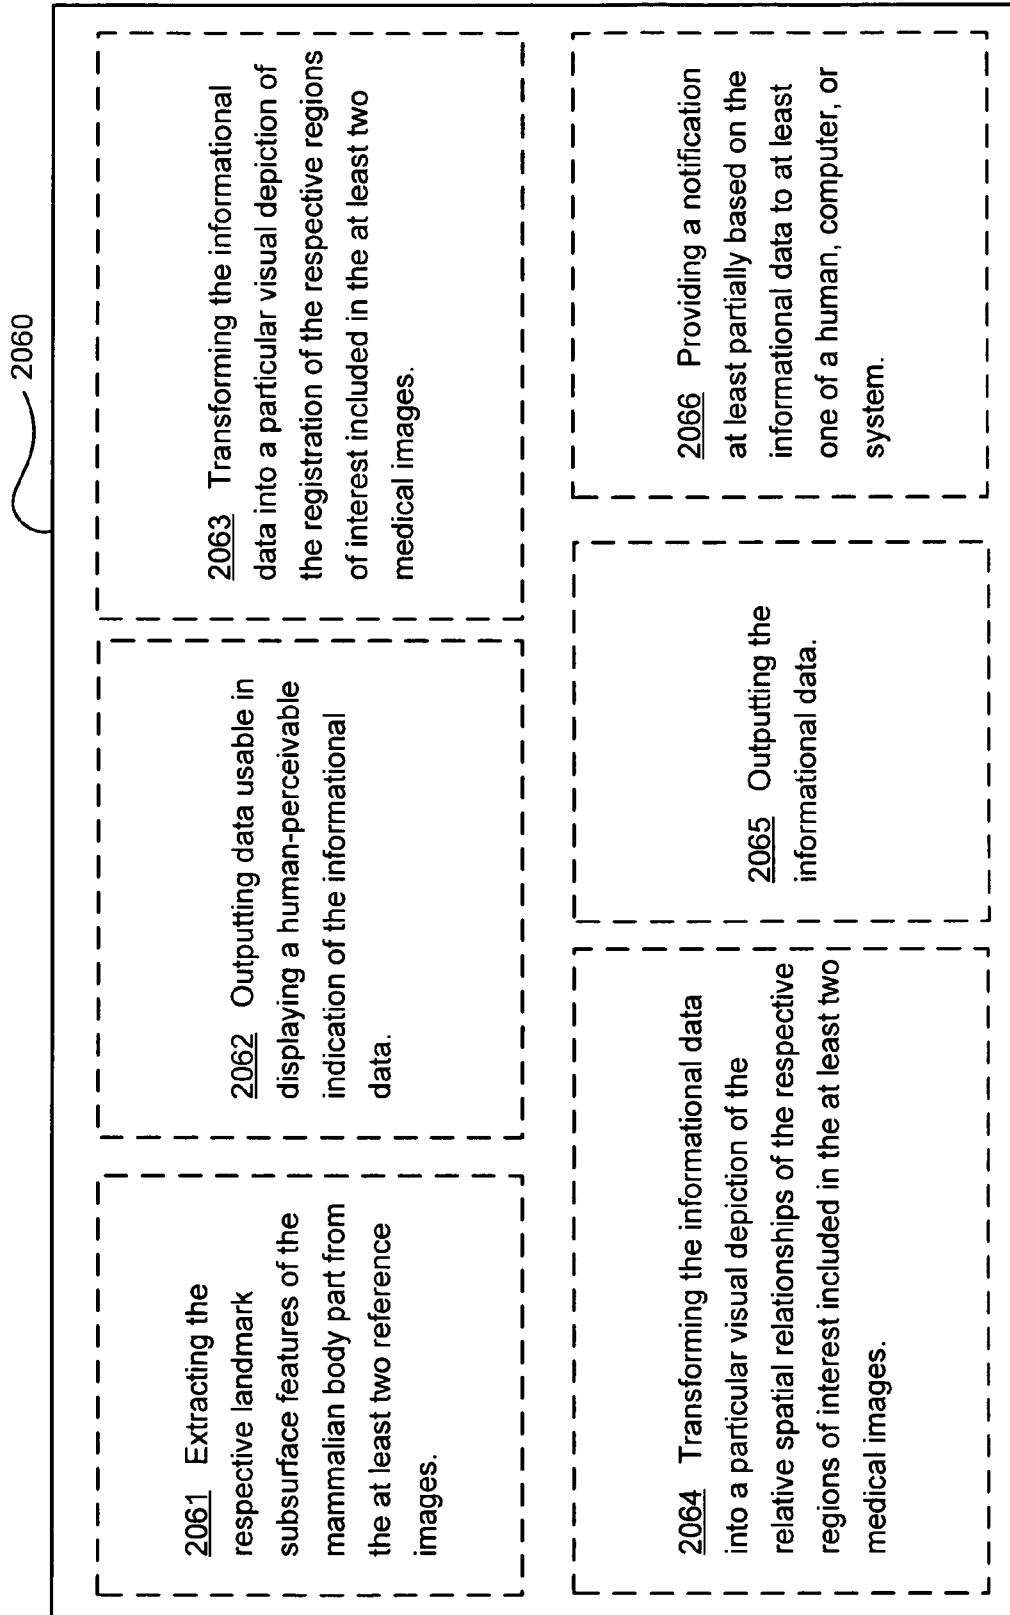 2060
2061 Extracting the
respective landmark
subsurface features of the
mammalian body part from
the at least two reference
images.
2062 Outputting data usable in
displaying a human-perceivable
indication of the informational
data.
2063 Transforming the informational
data into a particular visual depiction of
the registration of the respective regions
of interest included in the at least two
medical images.
2064 Transforming the informational data
into a particular visual depiction of the
relative spatial relationships of the respective
regions of interest included in the at least two
medical images.
2065 Outputting the
informational data.
2066 Providing a notification
at least partially based on the
informational data to at least
one of a human, computer, or
system.